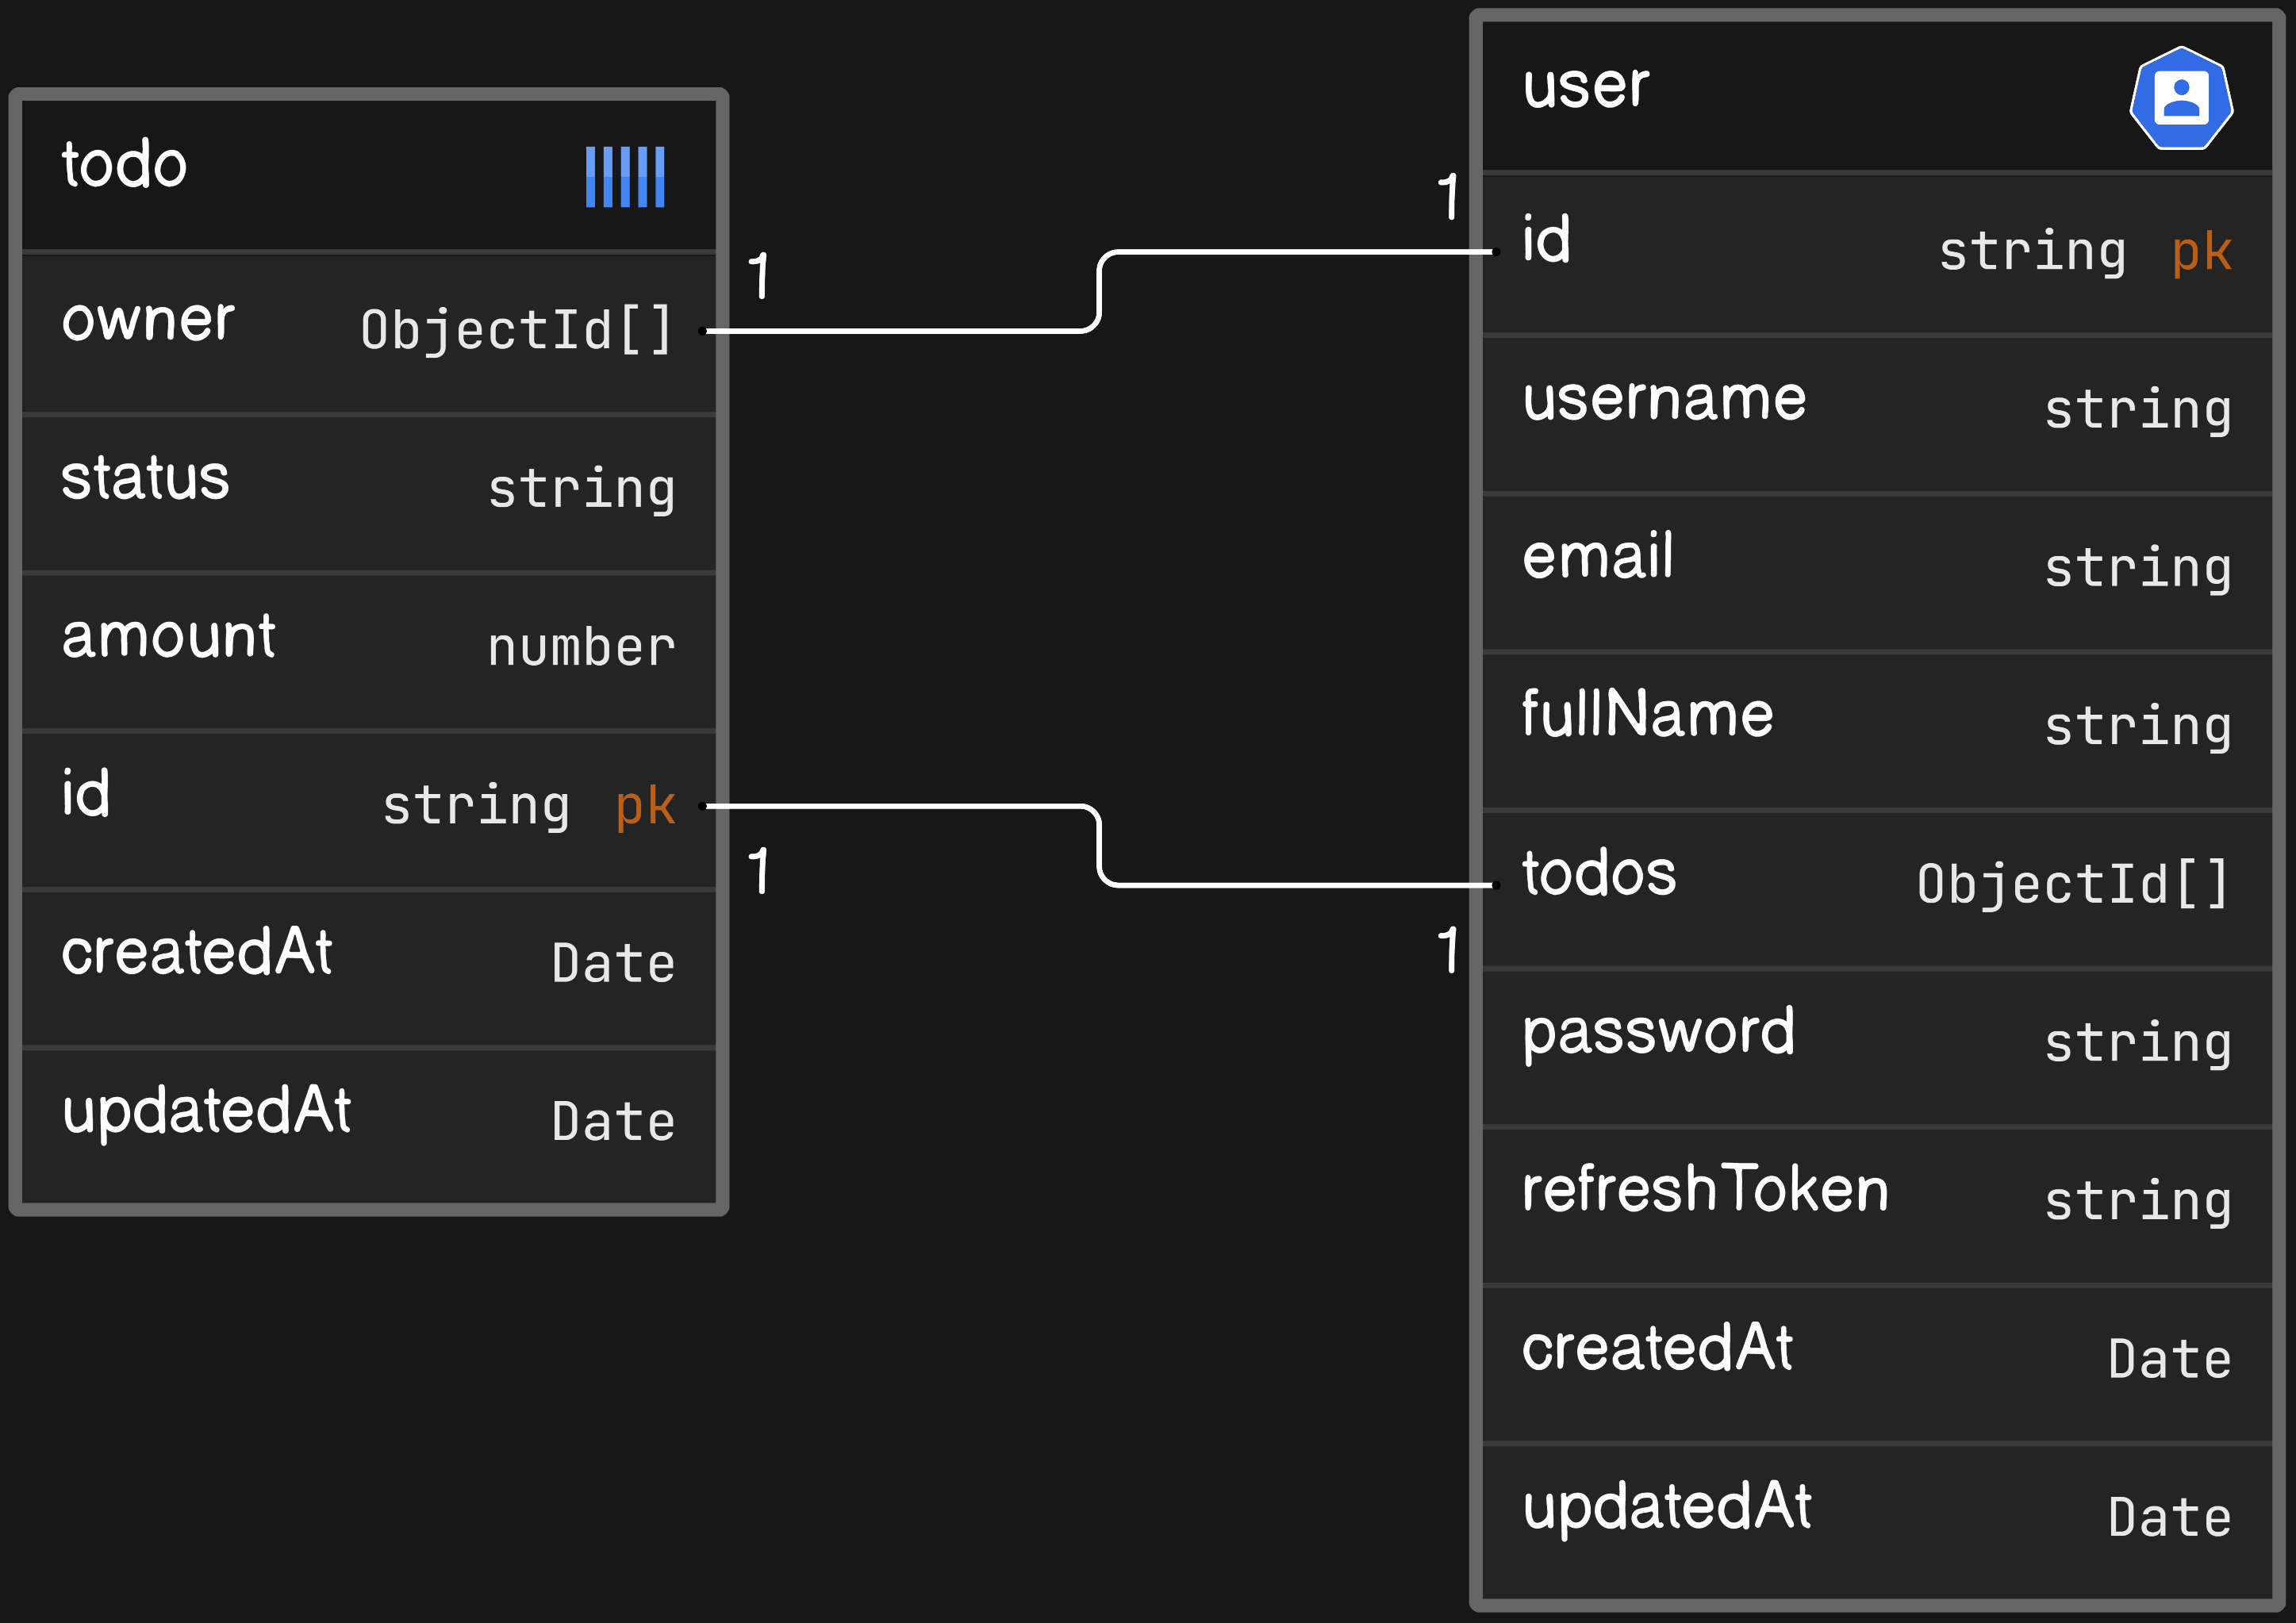 todo
owner ObjectId[]
status string
amount number
id string pk
createdAt Date
updatedAt Date
1
1
1
1
user
id string pk
username string
email string
fullName string
todos ObjectId[]
password string
refreshToken string
createdAt Date
updatedAt Date